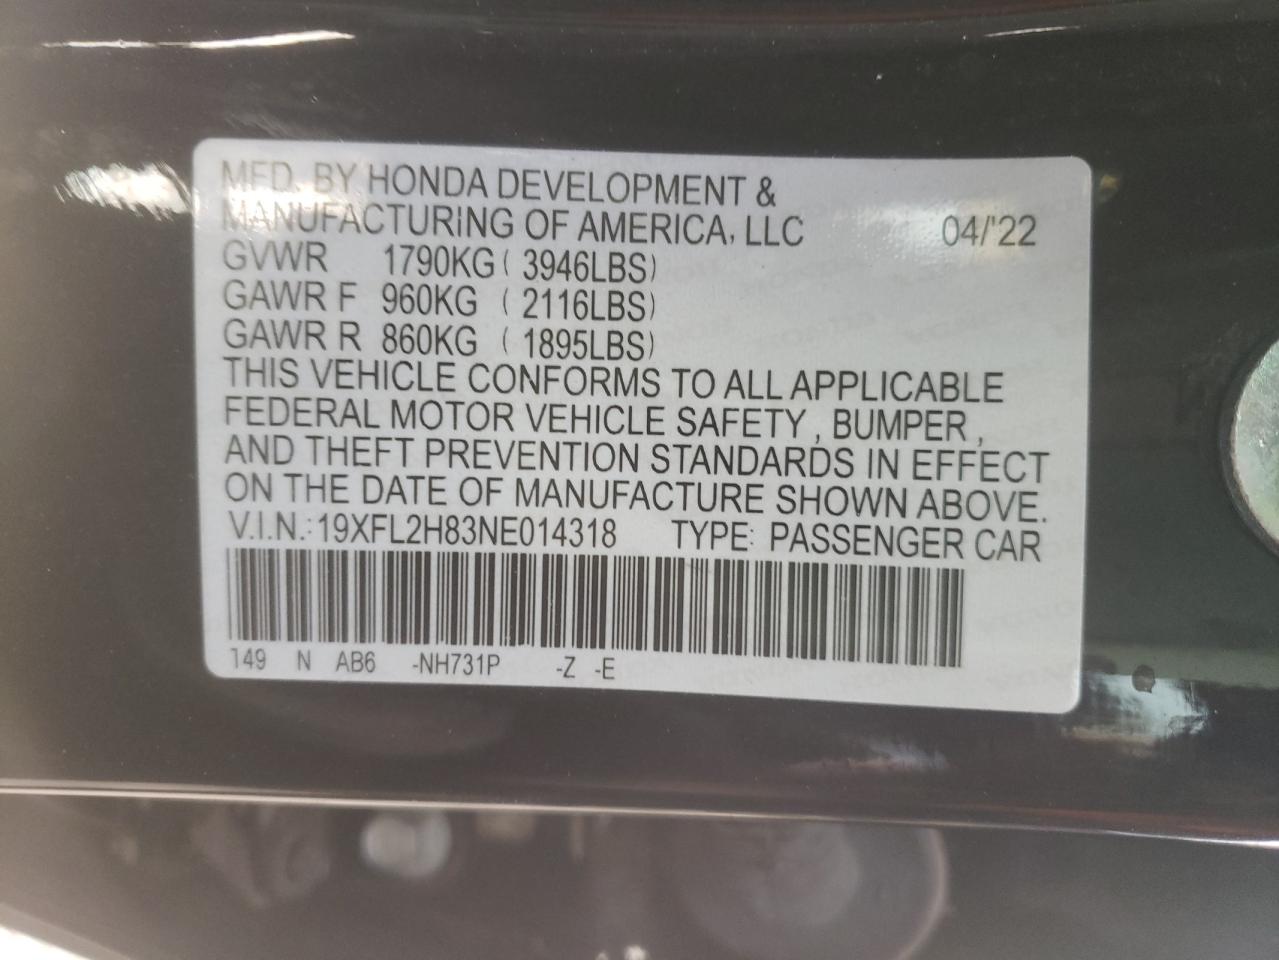 MFD. BY HONDA DEVELOPMENT &
MANUFACTURING OF AMERICA, LLC 04/'22
GVWR 1790KG ( 3946LBS)
GAWR F 960KG ( 2116LBS)
GAWR R 860KG ( 1895LBS)
THIS VEHICLE CONFORMS TO ALL APPLICABLE
FEDERAL MOTOR VEHICLE SAFETY , BUMPER ,
AND THEFT PREVENTION STANDARDS IN EFFECT
ON THE DATE OF MANUFACTURE SHOWN ABOVE.
V.I.N.: 19XFL2H83NE014318 TYPE: PASSENGER CAR
149 N AB6 -NH731P -Z -E